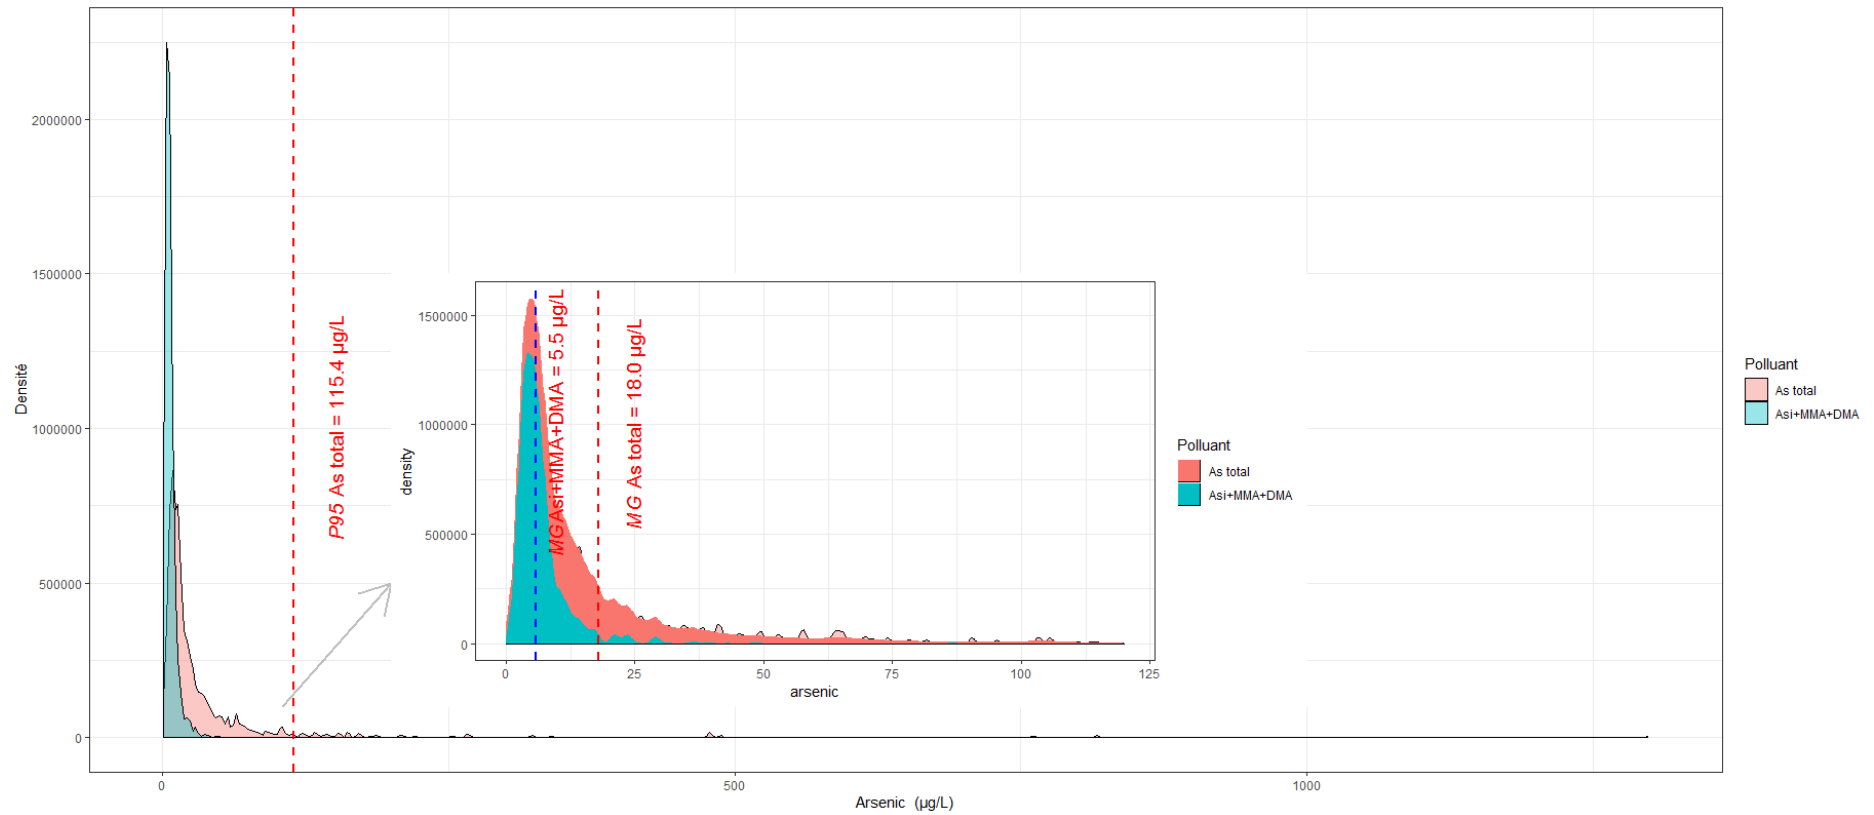 2000000
1500000
1000000
500000
0
Densité
0
500
1000
Arsenic (µg/L)
P95 As total = 115.4 µg/L
1500000
1000000
500000
0
density
MG Asi+MMA+DMA = 5.5 µg/L
MG As total = 18.0 µg/L
0
25
50
75
100
125
arsenic
Polluant
As total
Asi+MMA+DMA
Polluant
As total
Asi+MMA+DMA